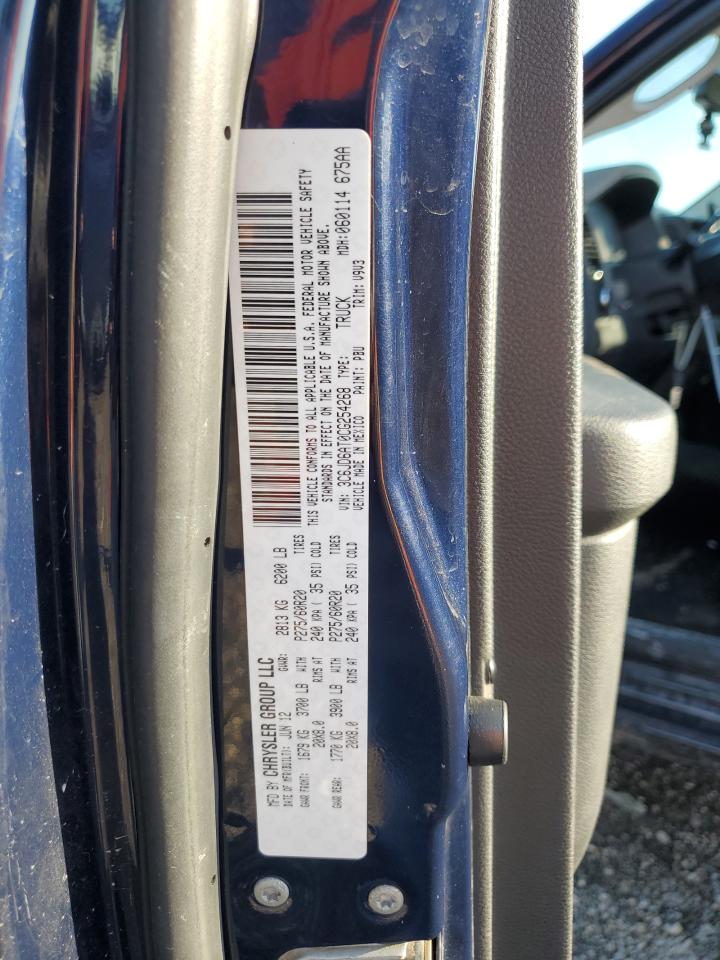 MFD BY CHRYSLER GROUP LLC
DATE OF MFR(BUILT): JUN 12 GVWR: 2813 KG 6200 LB
GAWR FRONT: 1679 KG 3700 LB WITH P275/60R20 TIRES
20X8.0 RIMS AT 240 KPA ( 35 PSI) COLD
GAWR REAR: 1770 KG 3900 LB WITH P275/60R20 TIRES
20X8.0 RIMS AT 240 KPA ( 35 PSI) COLD
THIS VEHICLE CONFORMS TO ALL APPLICABLE U.S.A. FEDERAL MOTOR VEHICLE SAFETY
STANDARDS IN EFFECT ON THE DATE OF MANUFACTURE SHOWN ABOVE.
VIN: 3C6JD6AT0CG254268 TYPE: TRUCK MDH:060114 675AA
VEHICLE MADE IN MEXICO PAINT: PBU TRIM: V9V3